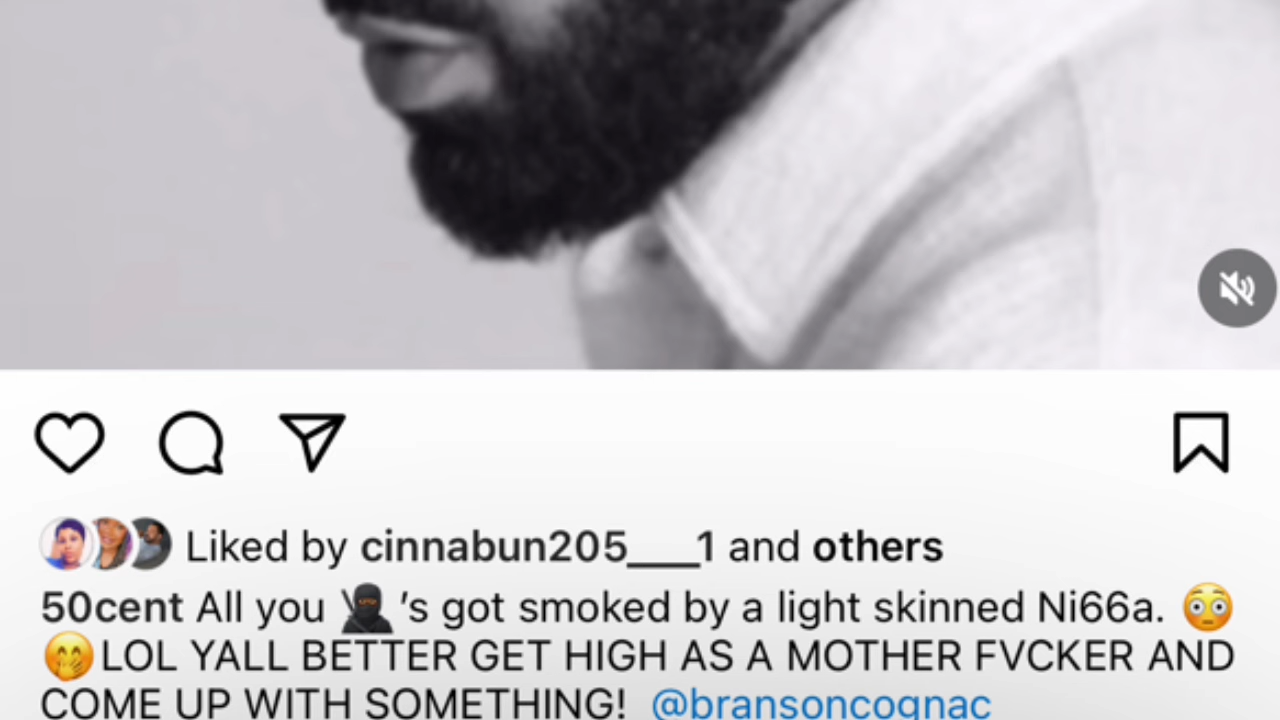 Liked by cinnabun205___1 and others
50cent All you 🥷's got smoked by a light skinned Ni66a. 😳
🤭LOL YALL BETTER GET HIGH AS A MOTHER FVCKER AND
COME UP WITH SOMETHING! @bransoncognac